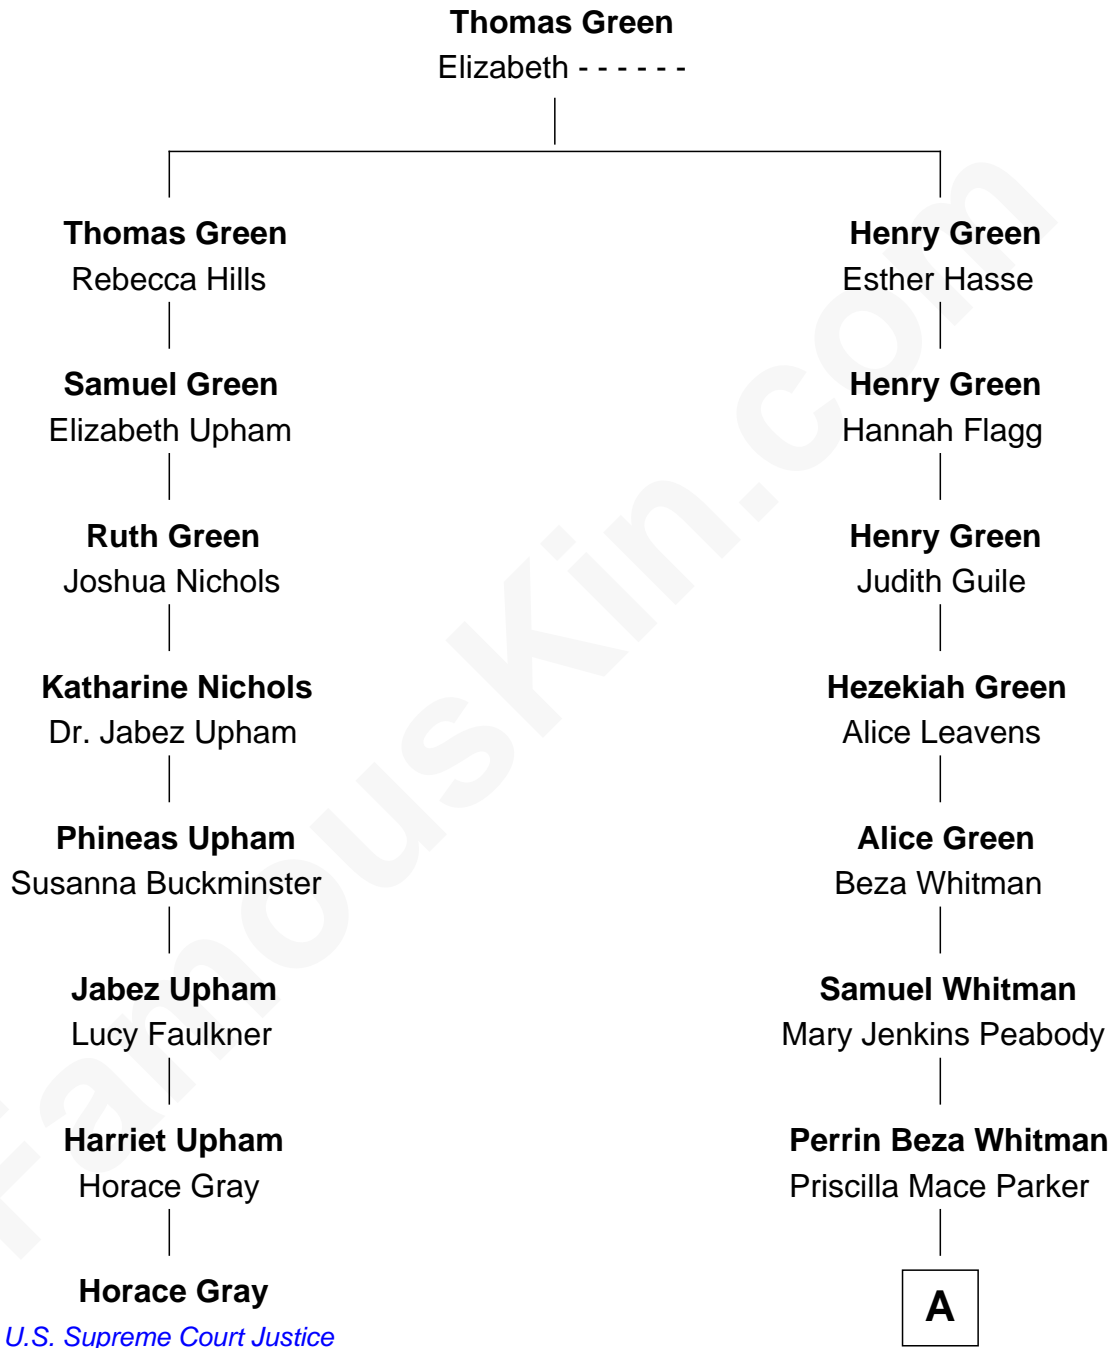 Thomas Green
Elizabeth - - - - - -
Thomas Green
Rebecca Hills
Henry Green
Esther Hasse
Samuel Green
Elizabeth Upham
Henry Green
Hannah Flagg
Ruth Green
Joshua Nichols
Henry Green
Judith Guile
Katharine Nichols
Dr. Jabez Upham
Hezekiah Green
Alice Leavens
Phineas Upham
Susanna Buckminster
Alice Green
Beza Whitman
Jabez Upham
Lucy Faulkner
Samuel Whitman
Mary Jenkins Peabody
Harriet Upham
Horace Gray
Perrin Beza Whitman
Priscilla Mace Parker
Horace Gray
U.S. Supreme Court Justice
A
FamousKin.com